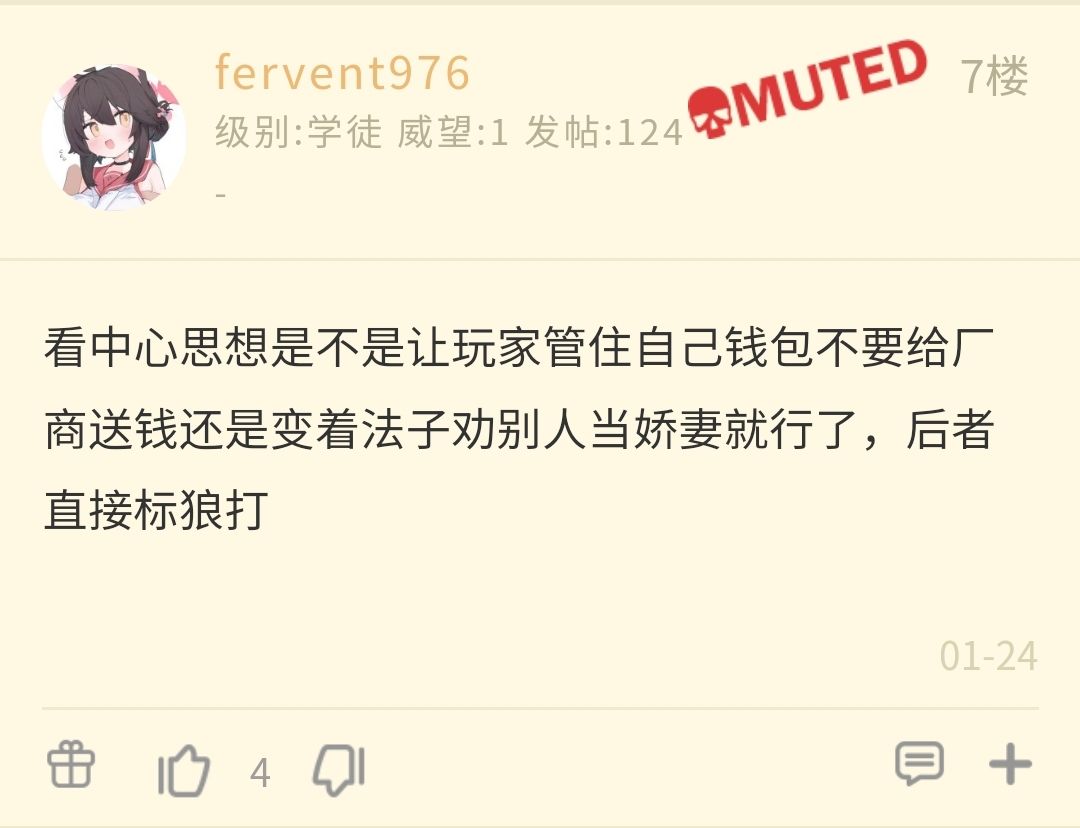 fervent976
MUTED
7楼
级别:学徒 威望:1 发帖:124
-
看中心思想是不是让玩家管住自己钱包不要给厂
商送钱还是变着法子劝别人当娇妻就行了，后者
直接标狼打
01-24
4